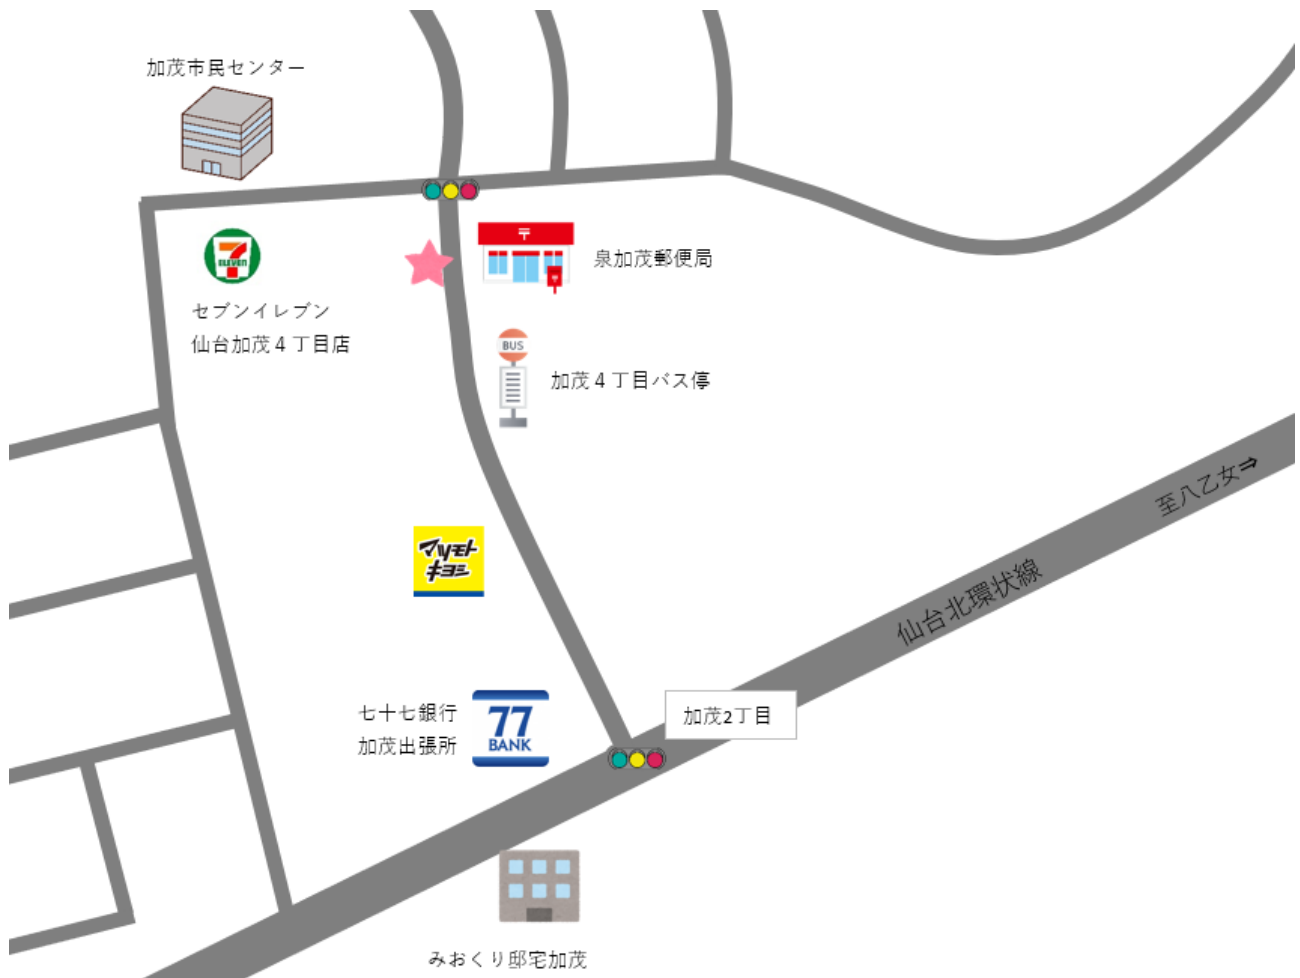 加茂市民センター
〒
泉加茂郵便局
〒
7
ELEVEN
セブンイレブン
仙台加茂４丁目店
BUS
加茂４丁目バス停
至八乙女⇒
マツモト
キヨシ
仙台北環状線
七十七銀行
加茂出張所
77
BANK
加茂2丁目
みおくり邸宅加茂